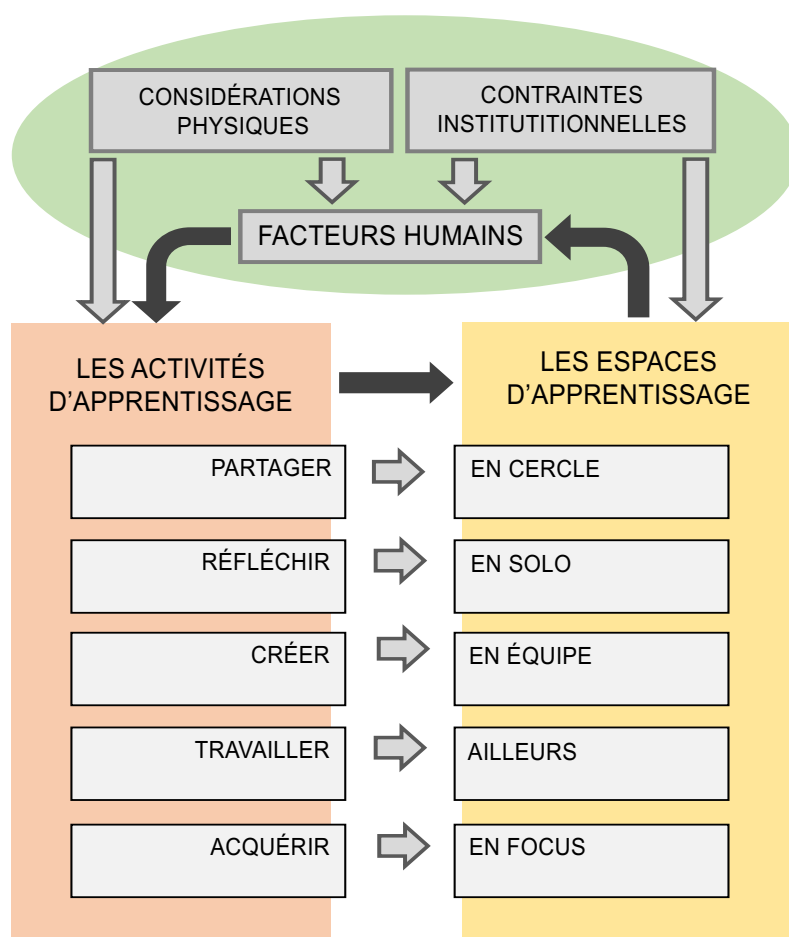 CONSIDÉRATIONS
PHYSIQUES
CONTRAINTES
INSTITUTITIONNELLES
FACTEURS HUMAINS
LES ACTIVITÉS
D’APPRENTISSAGE
LES ESPACES
D’APPRENTISSAGE
PARTAGER
EN CERCLE
RÉFLÉCHIR
EN SOLO
CRÉER
EN ÉQUIPE
TRAVAILLER
AILLEURS
ACQUÉRIR
EN FOCUS